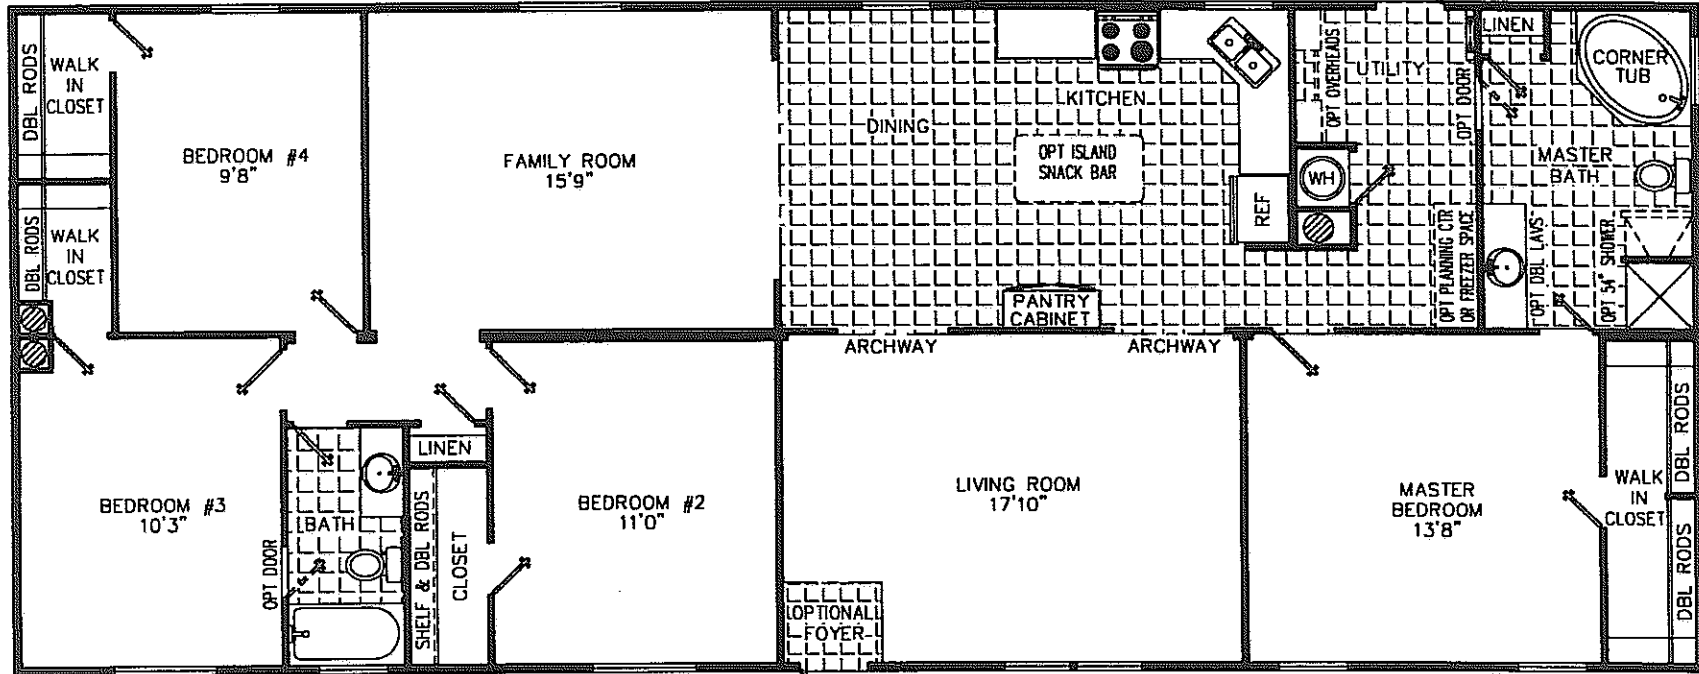 DBL RODS
WALK
IN
CLOSET
BEDROOM #4
9'8"
FAMILY ROOM
15'9"
DINING
KITCHEN
OPT ISLAND
SNACK BAR
REF
OPT OVERHEADS
UTILITY
WH
OPT DOOR
LINEN
CORNER
TUB
MASTER
BATH
DBL RODS
WALK
IN
CLOSET
PANTRY
CABINET
OPT PLANNING CTR
OR FREEZER SPACE
OPT DBL LAVS
OPT 54" SHOWER
ARCHWAY
ARCHWAY
BEDROOM #3
10'3"
OPT DOOR
BATH
LINEN
SHELF & DBL RODS
CLOSET
BEDROOM #2
11'0"
LIVING ROOM
17'10"
OPTIONAL
FOYER
MASTER
BEDROOM
13'8"
WALK
IN
CLOSET
DBL RODS
DBL RODS